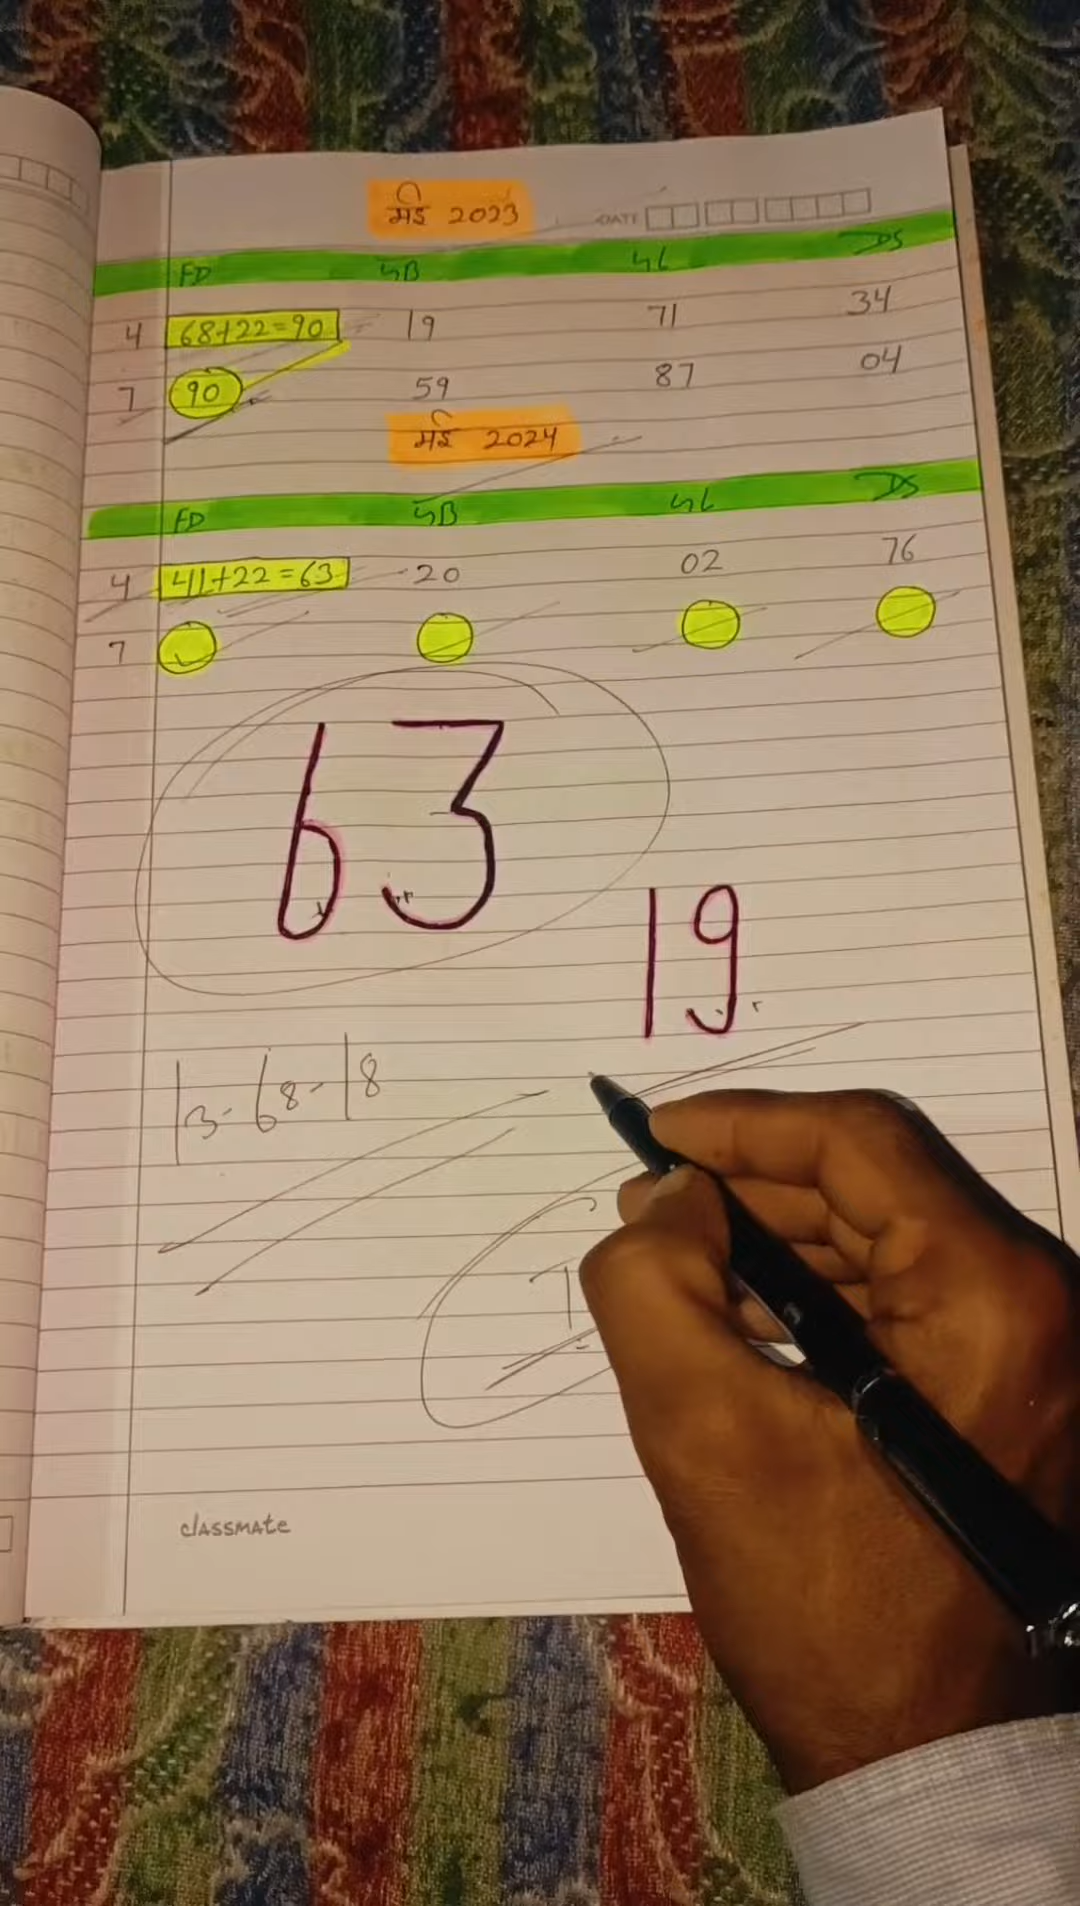 मई 2023
DATE
FD GB GL DS
4 68+22=90 19 71 34
7 90 59 87 04
मई 2024
FD GB GL DS
4 41+22=63 20 02 76
7
63
19
13-68-18
classmate